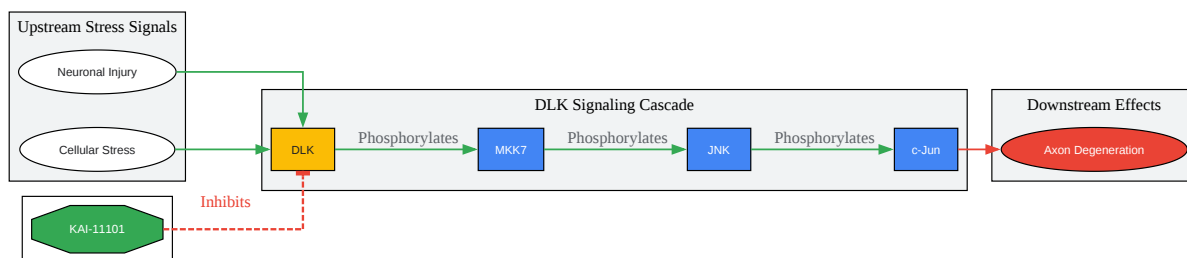 Upstream Stress Signals
Neuronal Injury
Cellular Stress
DLK Signaling Cascade
DLK
Phosphorylates
MKK7
Phosphorylates
JNK
Phosphorylates
c-Jun
Downstream Effects
Axon Degeneration
Inhibits
KAI-11101